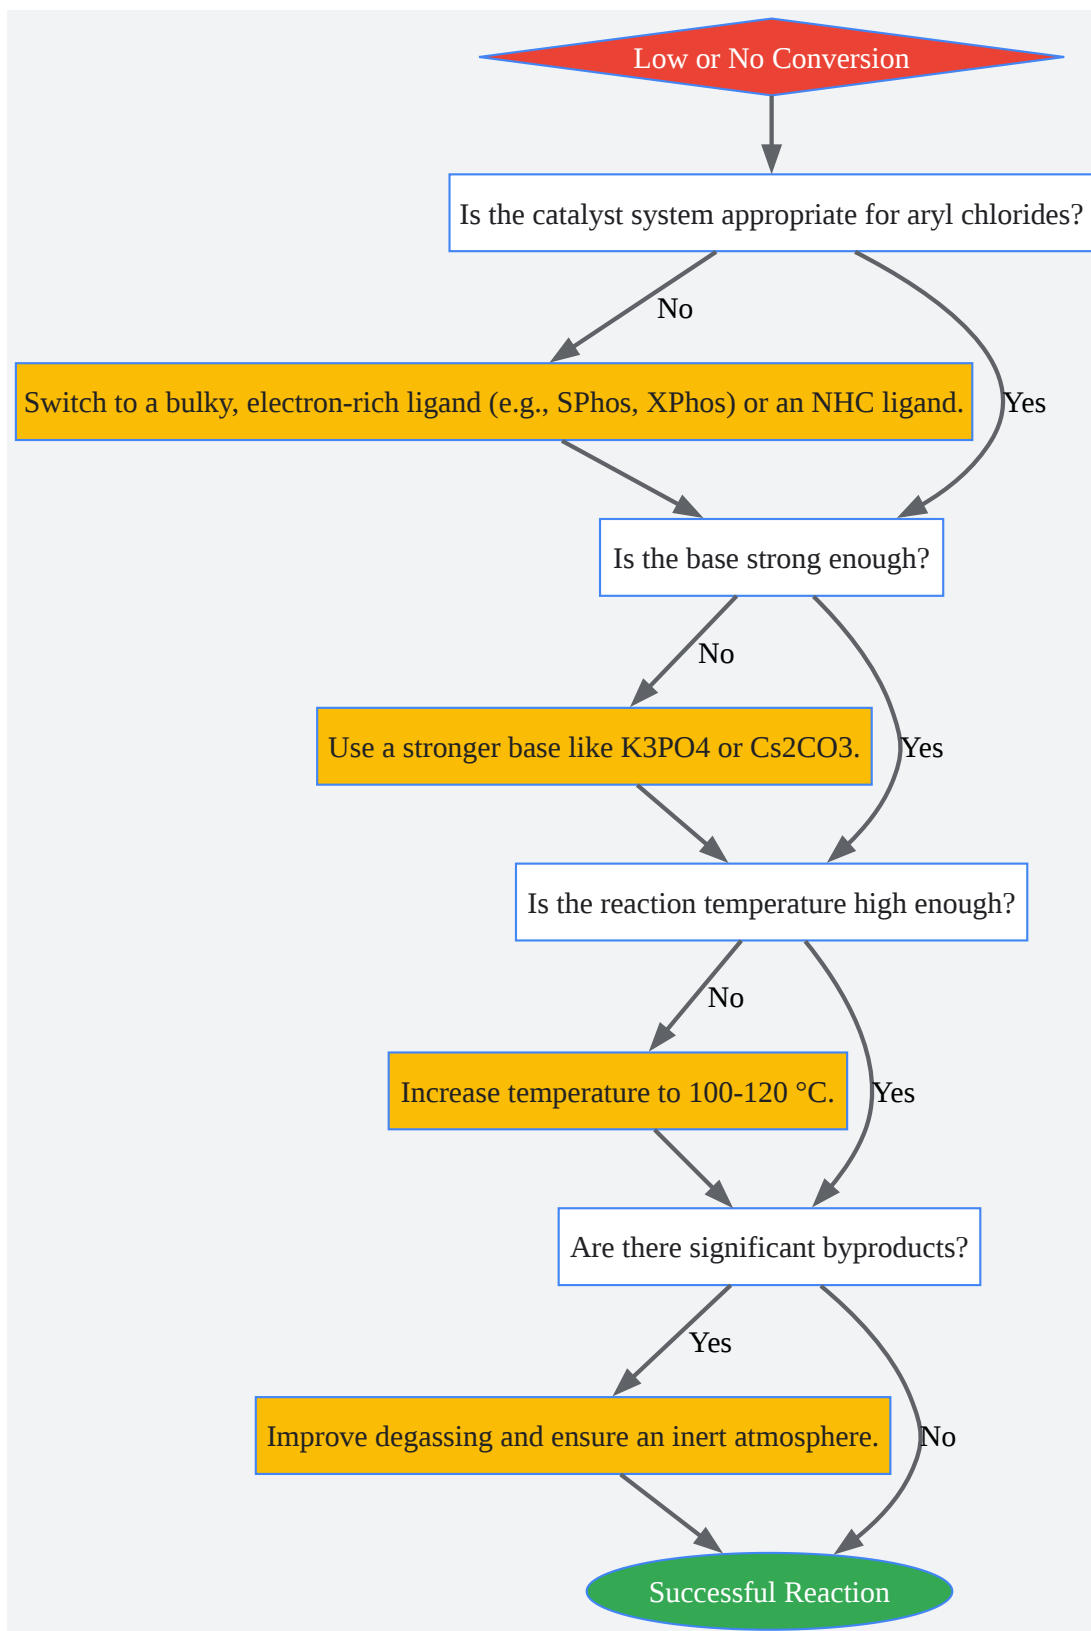 Low or No Conversion
Is the catalyst system appropriate for aryl chlorides?
No
Switch to a bulky, electron-rich ligand (e.g., SPhos, XPhos) or an NHC ligand.
Yes
Is the base strong enough?
No
Use a stronger base like K3PO4 or Cs2CO3.
Yes
Is the reaction temperature high enough?
No
Increase temperature to 100-120 °C.
Yes
Are there significant byproducts?
Yes
Improve degassing and ensure an inert atmosphere.
No
Successful Reaction